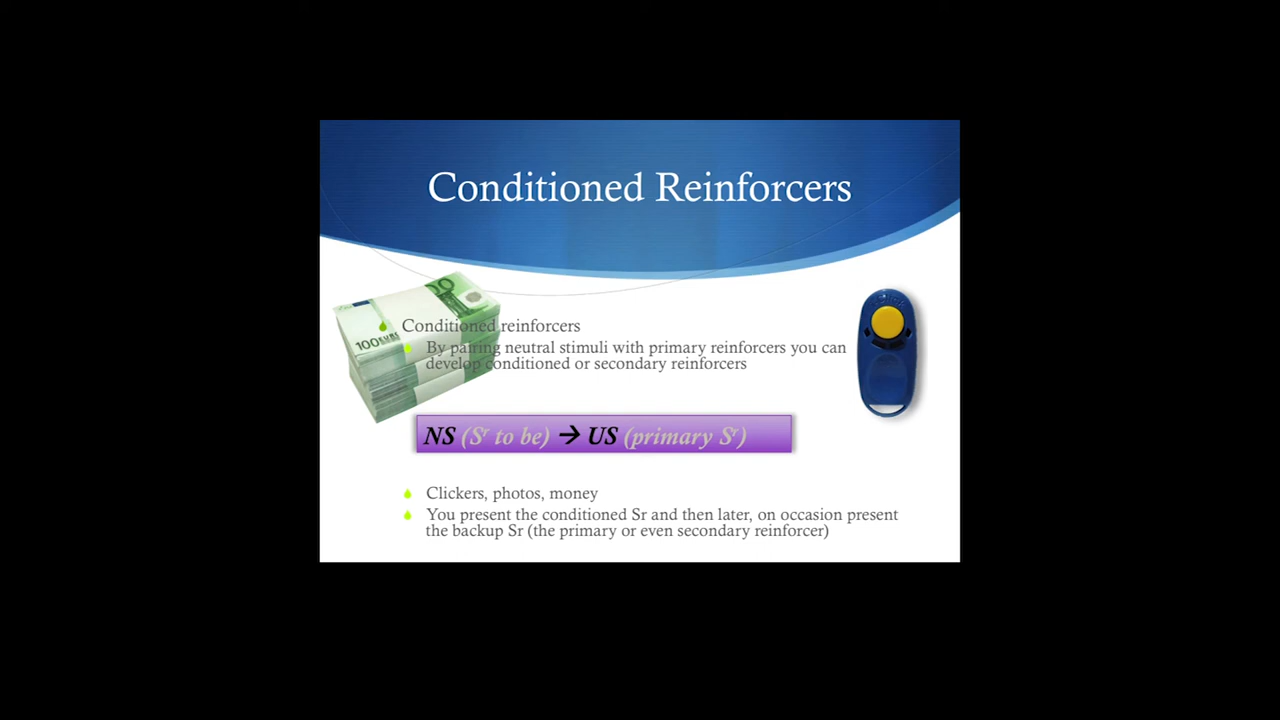 Conditioned Reinforcers
Conditioned reinforcers
By pairing neutral stimuli with primary reinforcers you can
develop conditioned or secondary reinforcers
NS (Sʳ to be) → US (primary Sʳ)
Clickers, photos, money
You present the conditioned Sr and then later, on occasion present
the backup Sr (the primary or even secondary reinforcer)
100 EURO